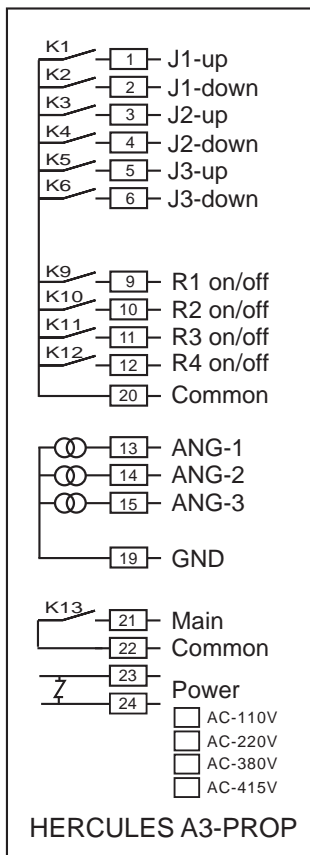 K1 1 J1-up
K2 2 J1-down
K3 3 J2-up
K4 4 J2-down
K5 5 J3-up
K6 6 J3-down
K9 9 R1 on/off
K10 10 R2 on/off
K11 11 R3 on/off
K12 12 R4 on/off
20 Common
13 ANG-1
14 ANG-2
15 ANG-3
19 GND
K13 21 Main
22 Common
23
24 Power
AC-110V
AC-220V
AC-380V
AC-415V
HERCULES A3-PROP